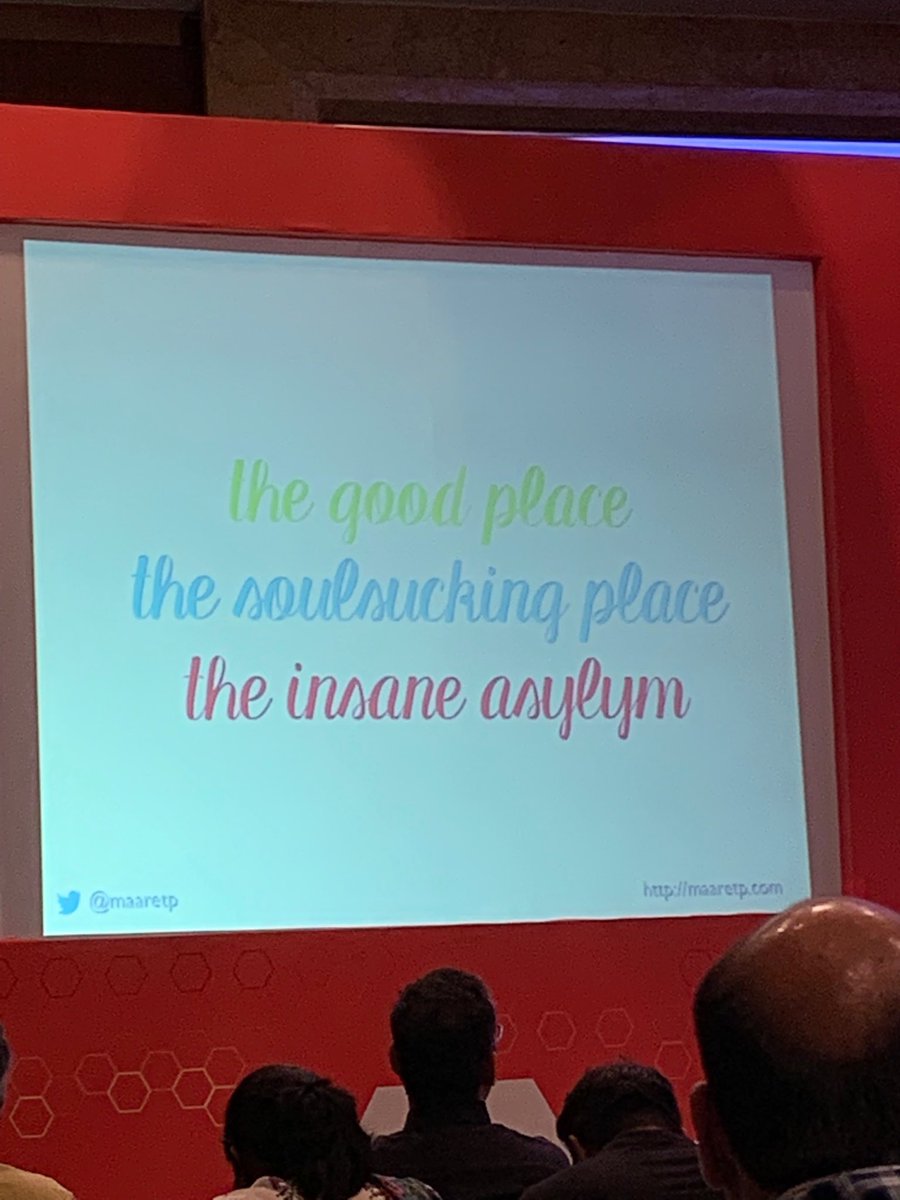 the good place
the soulsucking place
the insane asylym
@maaretp
http://maaretp.com